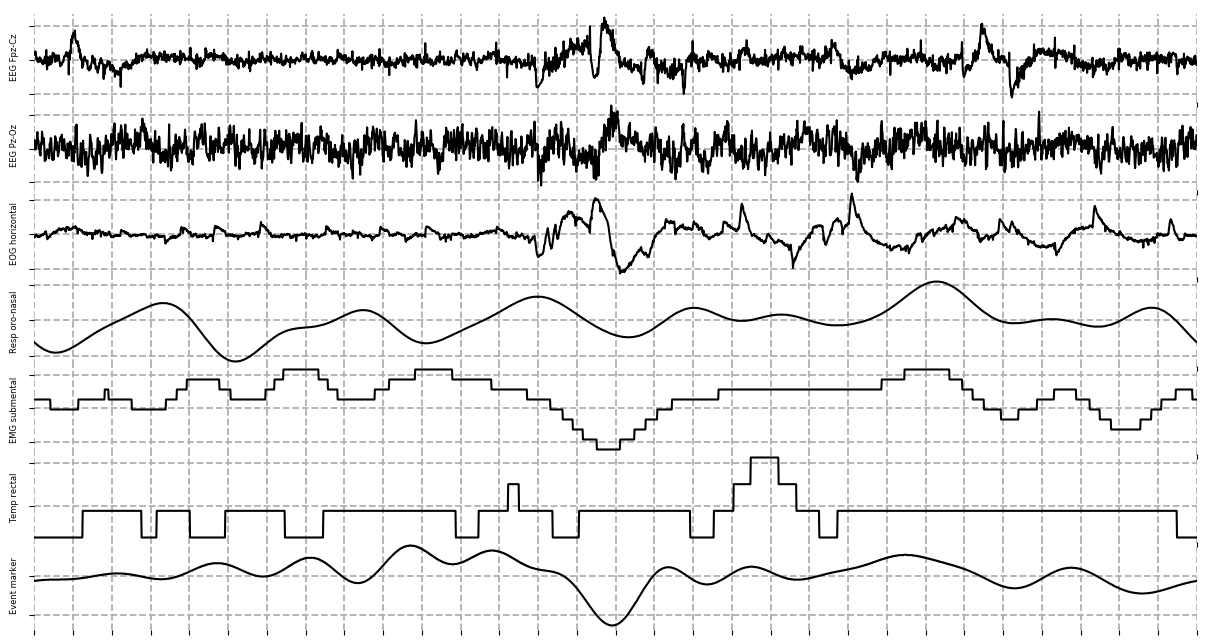 EEG Fpz-Cz
EEG Pz-Oz
EOG horizontal
Resp oro-nasal
EMG submental
Temp rectal
Event marker